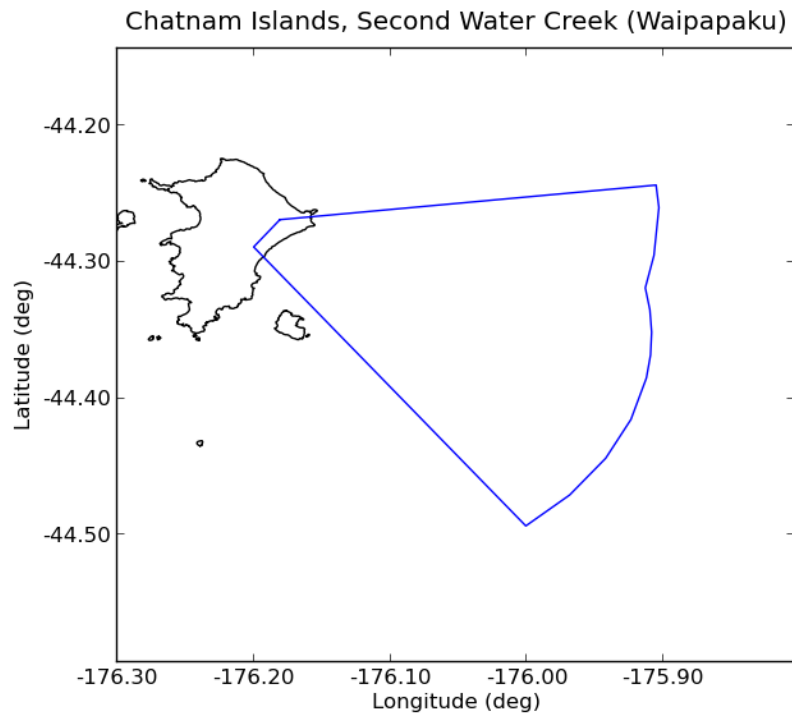 Chatnam Islands, Second Water Creek (Waipapaku)
-44.20
-44.30
-44.40
-44.50
Latitude (deg)
-176.30 -176.20 -176.10 -176.00 -175.90
Longitude (deg)